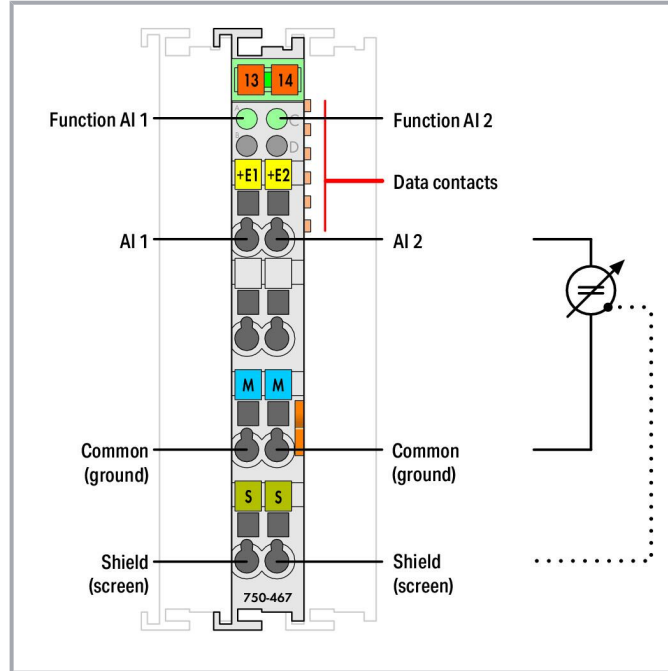 13 14
A C
Function AI 1
Function AI 2
B D
+E1 +E2
Data contacts
AI 1
AI 2
M M
Common
(ground)
Common
(ground)
S S
Shield
(screen)
Shield
(screen)
750-467